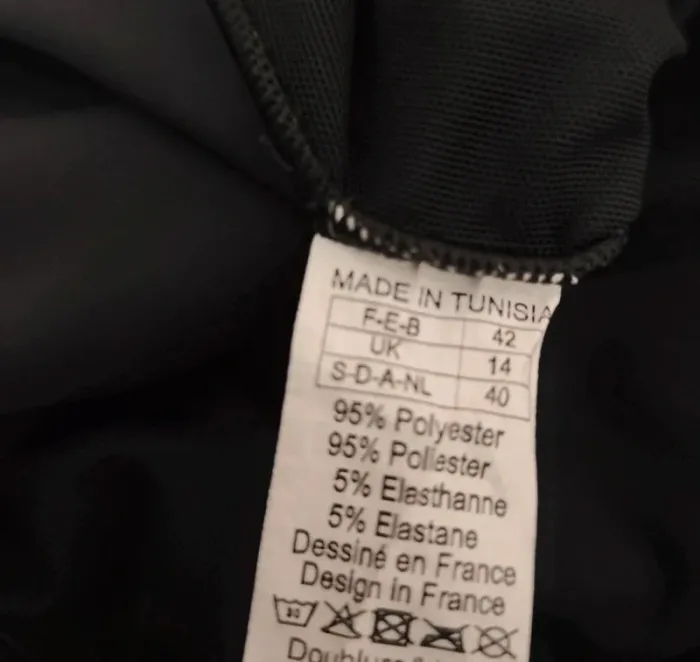 MADE IN TUNISIA
F-E-B 42
UK 14
S-D-A-NL 40
95% Polyester
95% Poliester
5% Elasthanne
5% Elastane
Dessiné en France
Design in France
30